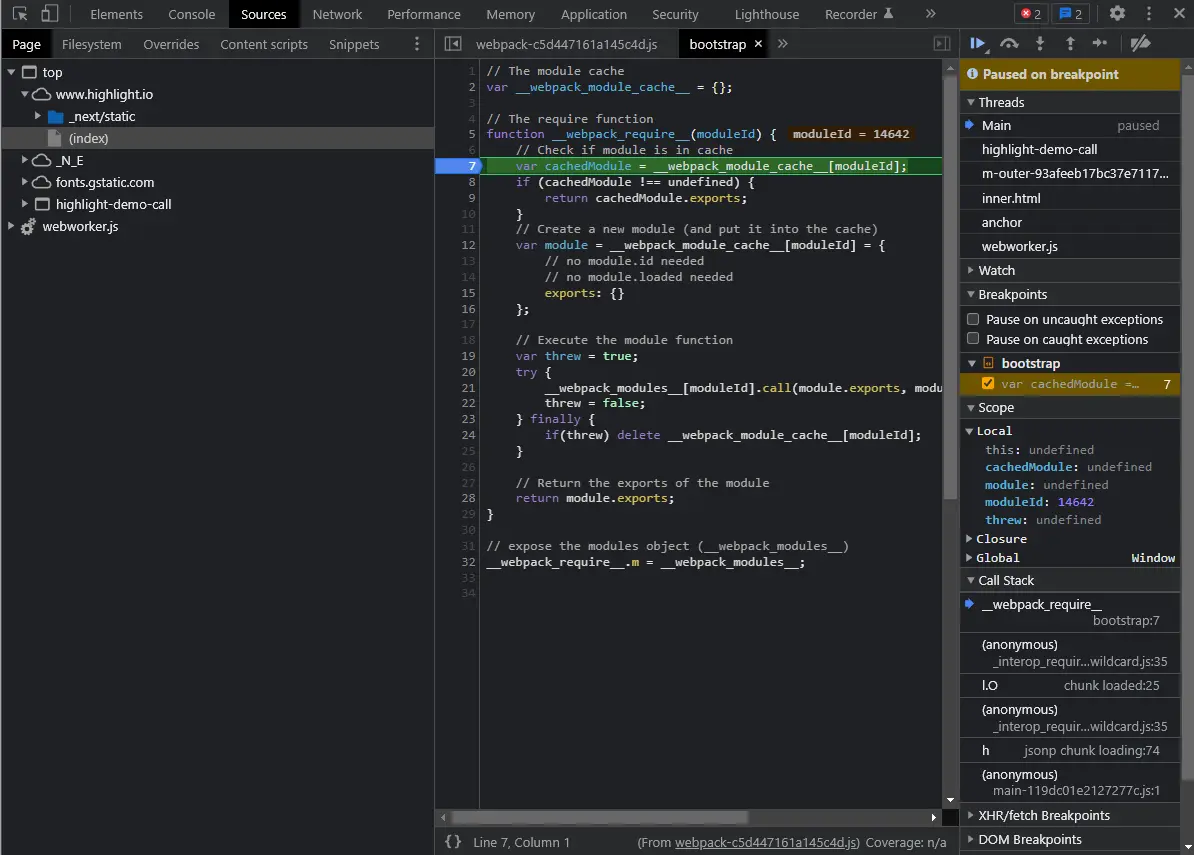 Elements Console Sources Network Performance Memory Application Security Lighthouse Recorder » 2 2
Page Filesystem Overrides Content scripts Snippets
top
www.highlight.io
_next/static
(index)
_N_E
fonts.gstatic.com
highlight-demo-call
webworker.js
webpack-c5d447161a145c4d.js bootstrap × »
1 // The module cache
2 var __webpack_module_cache__ = {};
3
4 // The require function
5 function __webpack_require__(moduleId) { moduleId = 14642
6 // Check if module is in cache
7 var cachedModule = __webpack_module_cache__[moduleId];
8 if (cachedModule !== undefined) {
9 return cachedModule.exports;
10 }
11 // Create a new module (and put it into the cache)
12 var module = __webpack_module_cache__[moduleId] = {
13 // no module.id needed
14 // no module.loaded needed
15 exports: {}
16 };
17
18 // Execute the module function
19 var threw = true;
20 try {
21 __webpack_modules__[moduleId].call(module.exports, modu
22 threw = false;
23 } finally {
24 if(threw) delete __webpack_module_cache__[moduleId];
25 }
26
27 // Return the exports of the module
28 return module.exports;
29 }
30
31 // expose the modules object (__webpack_modules__)
32 __webpack_require__.m = __webpack_modules__;
33
34
{} Line 7, Column 1 (From webpack-c5d447161a145c4d.js) Coverage: n/a
Paused on breakpoint
Threads
Main paused
highlight-demo-call
m-outer-93afeeb17bc37e7117...
inner.html
anchor
webworker.js
Watch
Breakpoints
Pause on uncaught exceptions
Pause on caught exceptions
bootstrap
var cachedModule =… 7
Scope
Local
this: undefined
cachedModule: undefined
module: undefined
moduleId: 14642
threw: undefined
Closure
Global Window
Call Stack
__webpack_require__
bootstrap:7
(anonymous)
_interop_requir...wildcard.js:35
l.O chunk loaded:25
(anonymous)
_interop_requir...wildcard.js:35
h jsonp chunk loading:74
(anonymous)
main-119dc01e2127277c.js:1
XHR/fetch Breakpoints
DOM Breakpoints